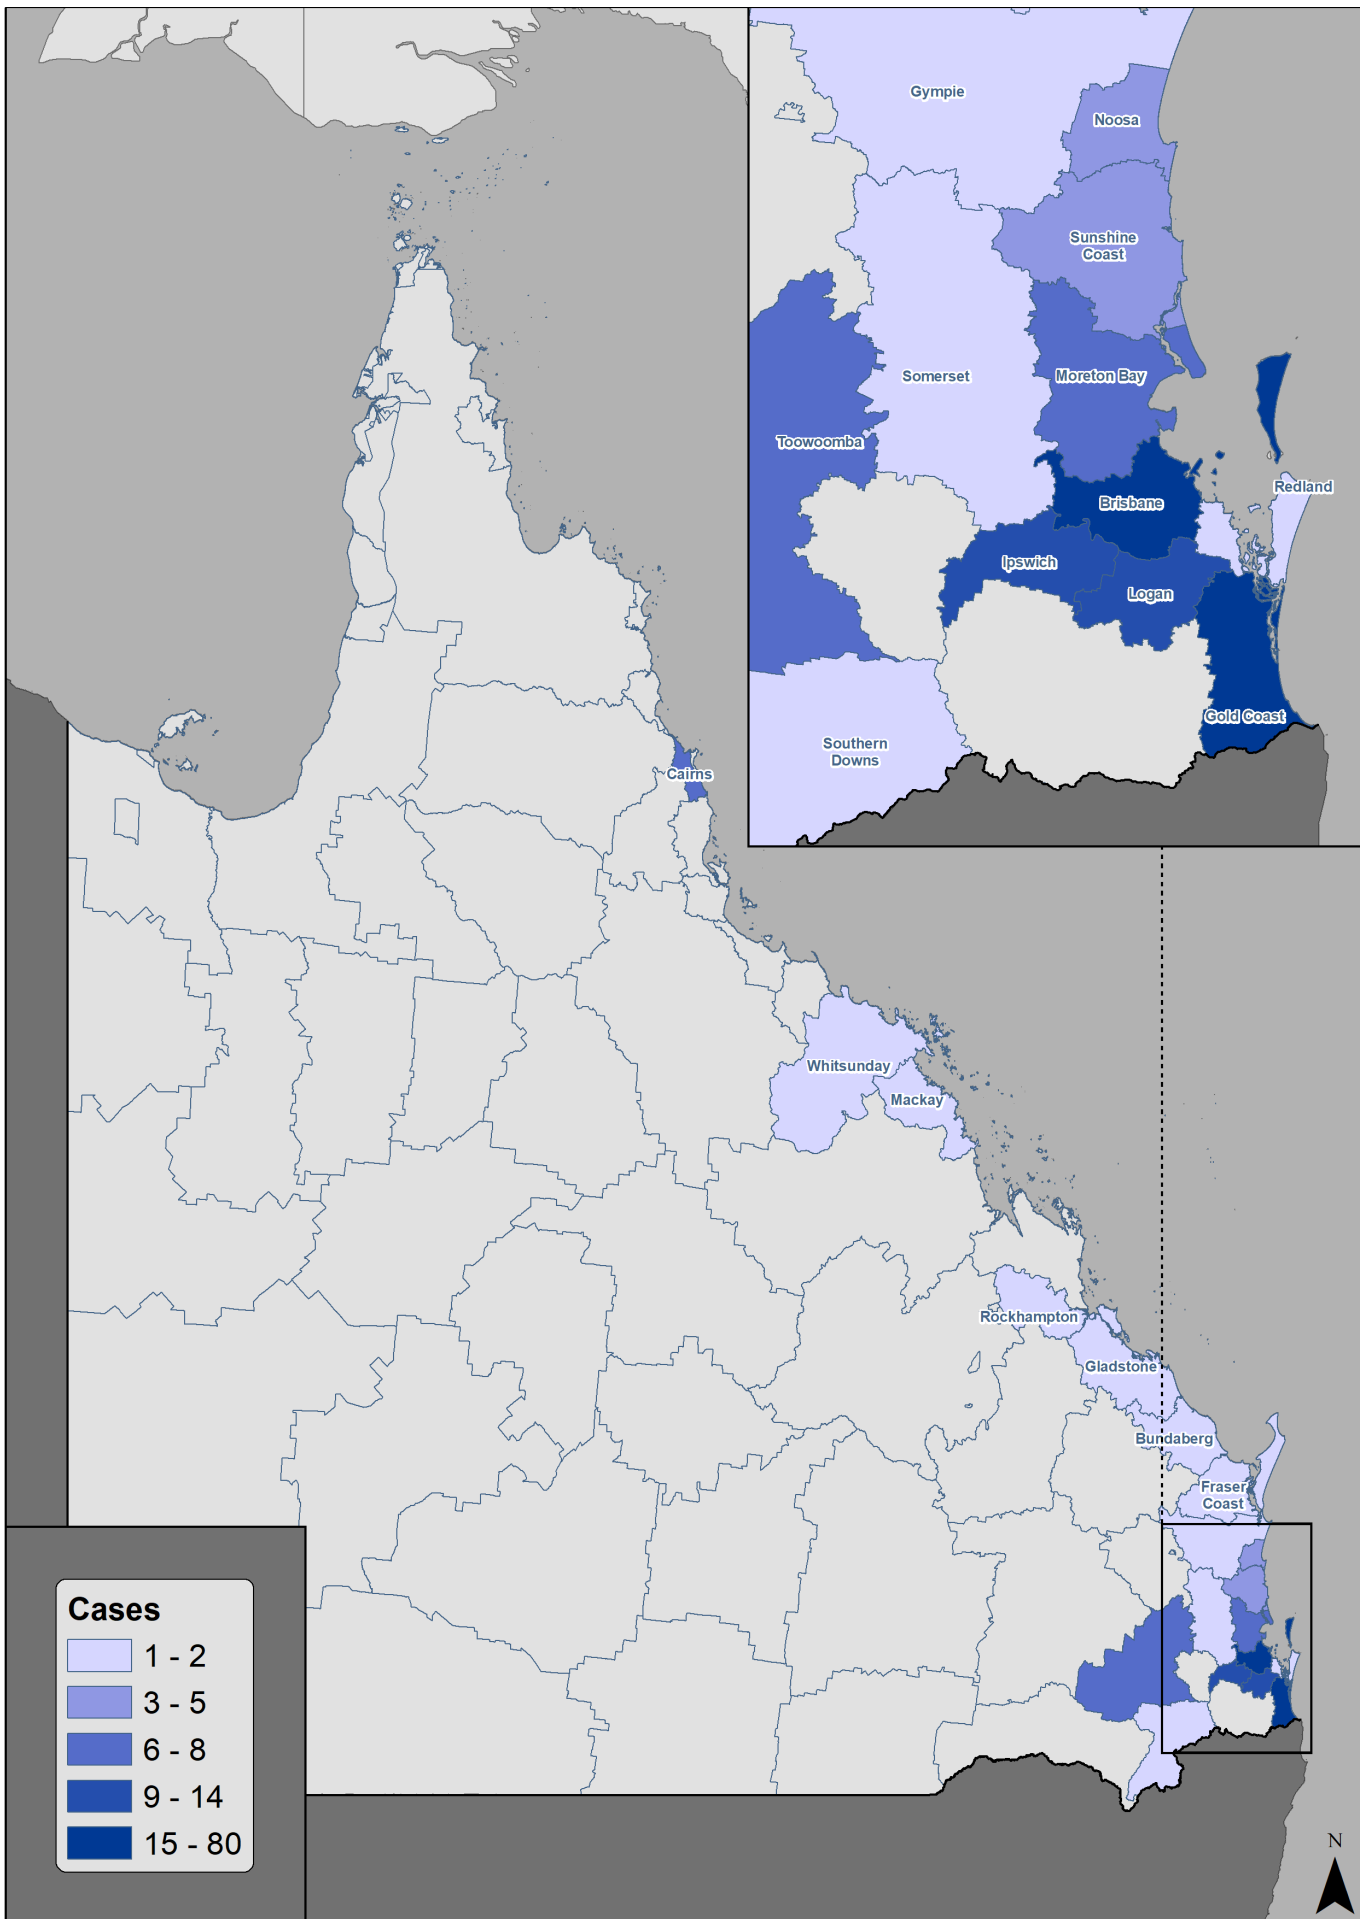 Gympie
Noosa
Sunshine
Coast
Somerset
Moreton Bay
Toowoomba
Redland
Brisbane
Ipswich
Logan
Gold Coast
Southern
Downs
Cairns
Whitsunday
Mackay
Rockhampton
Gladstone
Bundaberg
Fraser
Coast
Cases
1 - 2
3 - 5
6 - 8
9 - 14
15 - 80
N